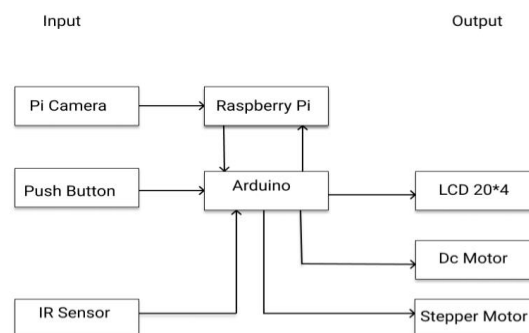 Input
Output
Pi Camera
Raspberry Pi
Push Button
Arduino
LCD 20*4
Dc Motor
IR Sensor
Stepper Motor